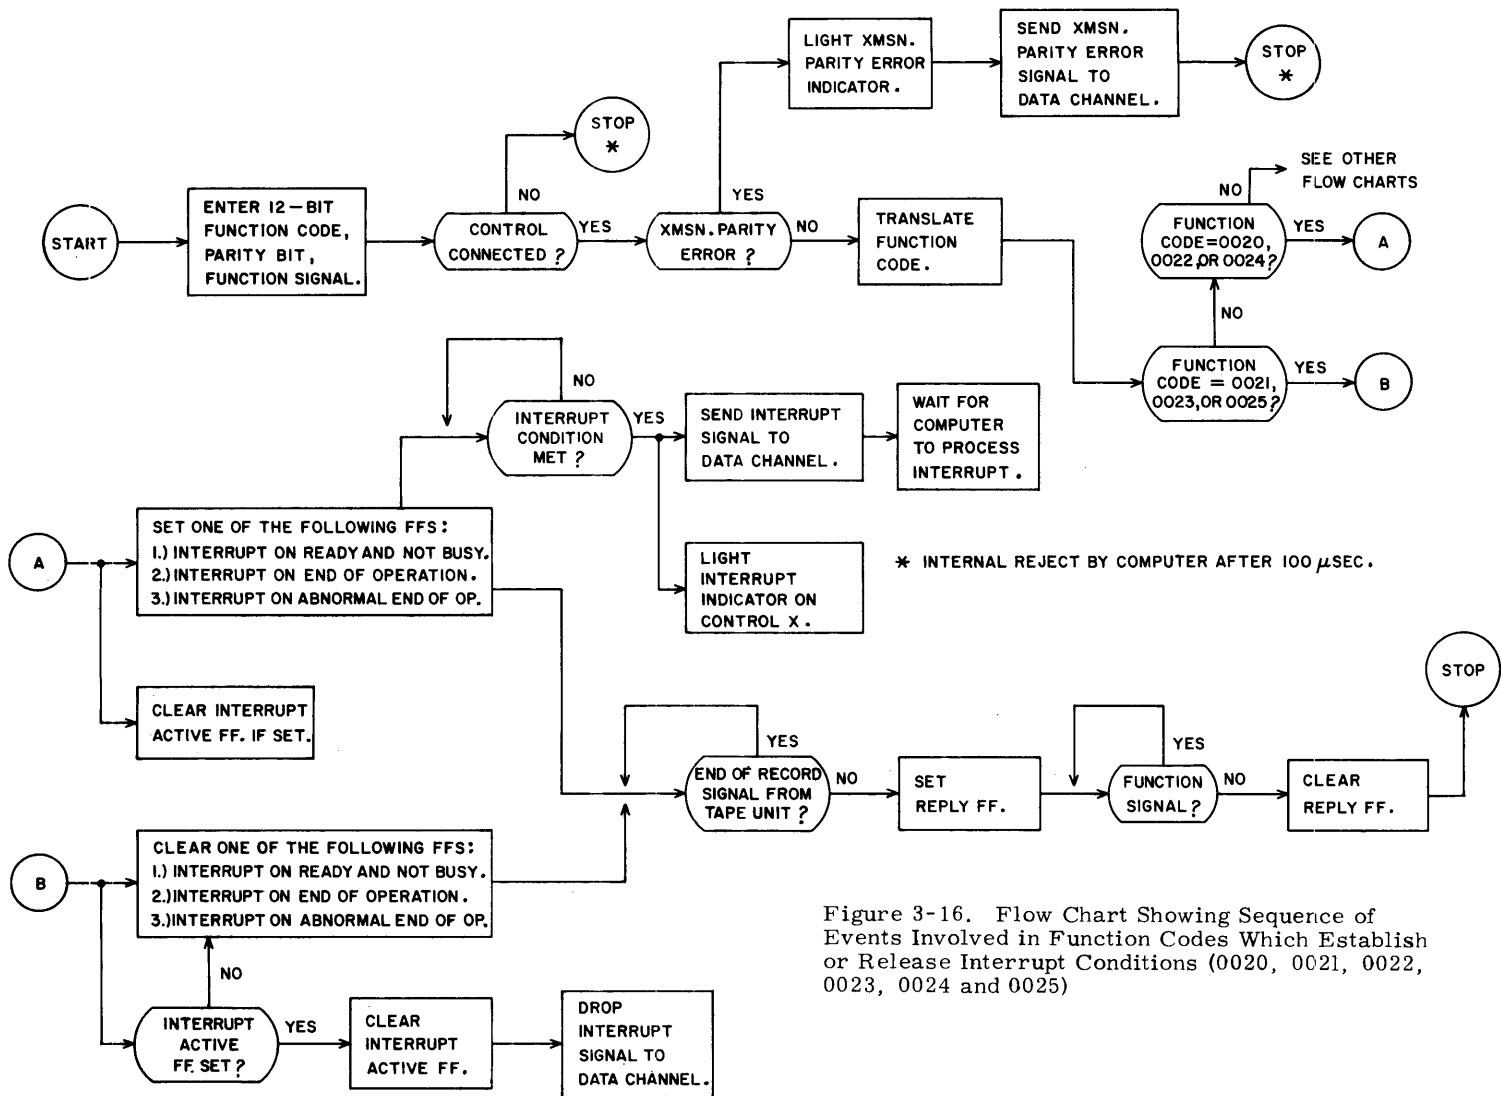 LIGHT XMSN.
PARITY ERROR
INDICATOR.
SEND XMSN.
PARITY ERROR
SIGNAL TO
DATA CHANNEL.
STOP
*
STOP
*
START
ENTER 12-BIT
FUNCTION CODE,
PARITY BIT,
FUNCTION SIGNAL.
NO
CONTROL
CONNECTED?
YES
YES
XMSN. PARITY
ERROR?
NO
TRANSLATE
FUNCTION
CODE.
SEE OTHER
FLOW CHARTS
NO
FUNCTION
CODE=0020,
0022,OR 0024?
YES
A
NO
FUNCTION
CODE = 0021,
0023,OR 0025?
YES
B
NO
INTERRUPT
CONDITION
MET?
YES
SEND INTERRUPT
SIGNAL TO
DATA CHANNEL.
WAIT FOR
COMPUTER
TO PROCESS
INTERRUPT.
A
SET ONE OF THE FOLLOWING FFS:
1.) INTERRUPT ON READY AND NOT BUSY.
2.) INTERRUPT ON END OF OPERATION.
3.) INTERRUPT ON ABNORMAL END OF OP.
LIGHT
INTERRUPT
INDICATOR ON
CONTROL X.
* INTERNAL REJECT BY COMPUTER AFTER 100 μSEC.
CLEAR INTERRUPT
ACTIVE FF. IF SET.
YES
END OF RECORD
SIGNAL FROM
TAPE UNIT?
NO
SET
REPLY FF.
YES
FUNCTION
SIGNAL?
NO
CLEAR
REPLY FF.
STOP
B
CLEAR ONE OF THE FOLLOWING FFS:
1.) INTERRUPT ON READY AND NOT BUSY.
2.) INTERRUPT ON END OF OPERATION.
3.) INTERRUPT ON ABNORMAL END OF OP.
NO
INTERRUPT
ACTIVE
FF. SET?
YES
CLEAR
INTERRUPT
ACTIVE FF.
DROP
INTERRUPT
SIGNAL TO
DATA CHANNEL.
Figure 3-16. Flow Chart Showing Sequence of
Events Involved in Function Codes Which Establish
or Release Interrupt Conditions (0020, 0021, 0022,
0023, 0024 and 0025)